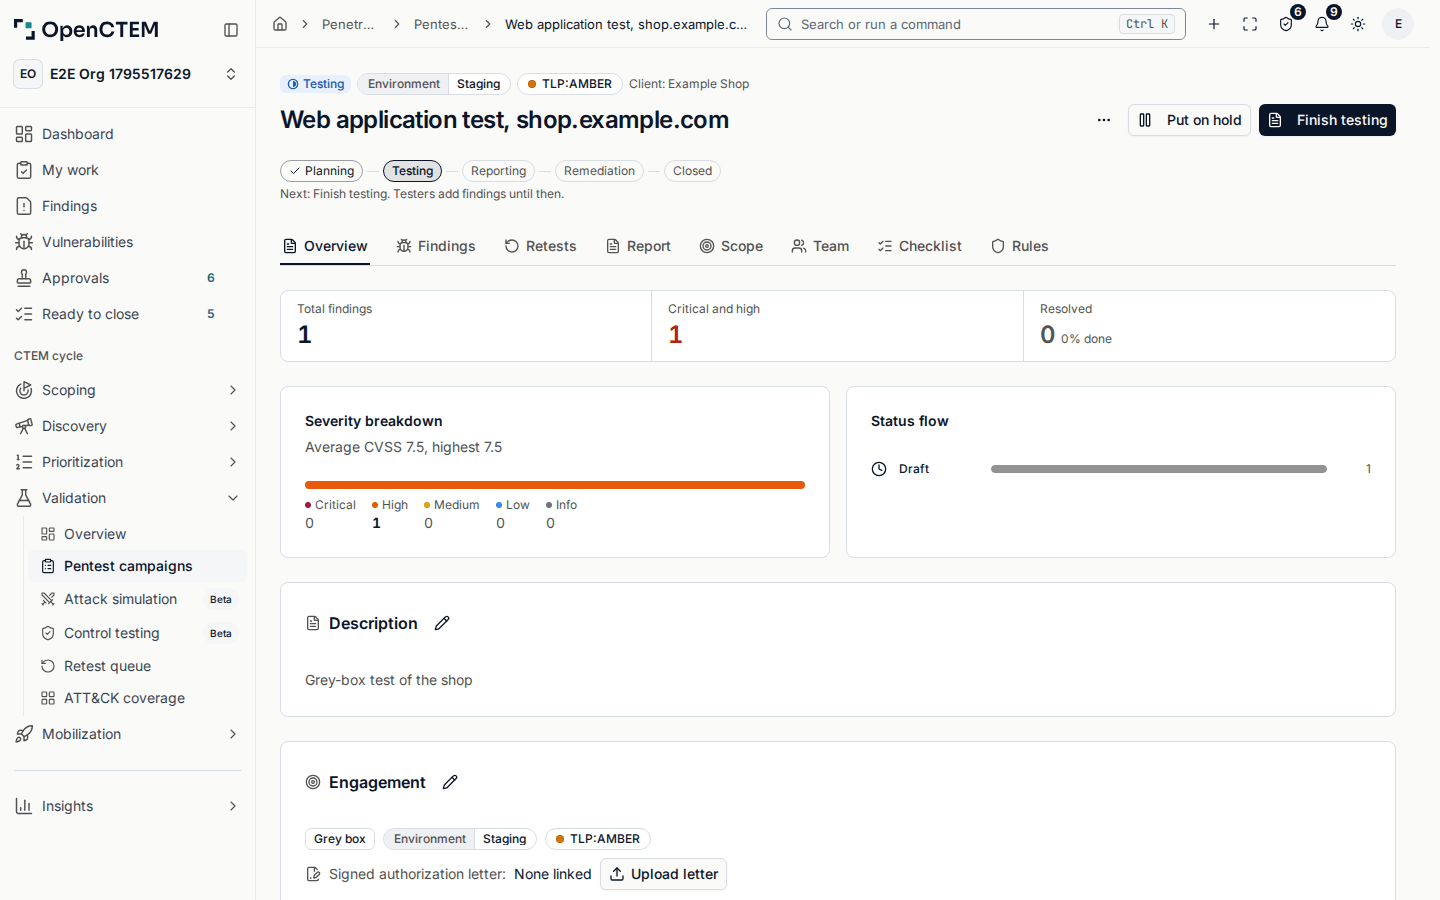 OpenCTEM
EO E2E Org 1795517629
Dashboard
My work
Findings
Vulnerabilities
Approvals 6
Ready to close 5
CTEM cycle
Scoping
Discovery
Prioritization
Validation
Overview
Pentest campaigns
Attack simulation Beta
Control testing Beta
Retest queue
ATT&CK coverage
Mobilization
Insights
Penetr... Pentes... Web application test, shop.example.c... Search or run a command Ctrl K 6 9 E
Testing Environment Staging TLP:AMBER Client: Example Shop
Web application test, shop.example.com
Put on hold Finish testing
Planning Testing Reporting Remediation Closed
Next: Finish testing. Testers add findings until then.
Overview Findings Retests Report Scope Team Checklist Rules
Total findings Critical and high Resolved
1 1 0 0% done
Severity breakdown
Average CVSS 7.5, highest 7.5
Critical High Medium Low Info
0 1 0 0 0
Status flow
Draft 1
Description
Grey-box test of the shop
Engagement
Grey box Environment Staging TLP:AMBER
Signed authorization letter: None linked Upload letter